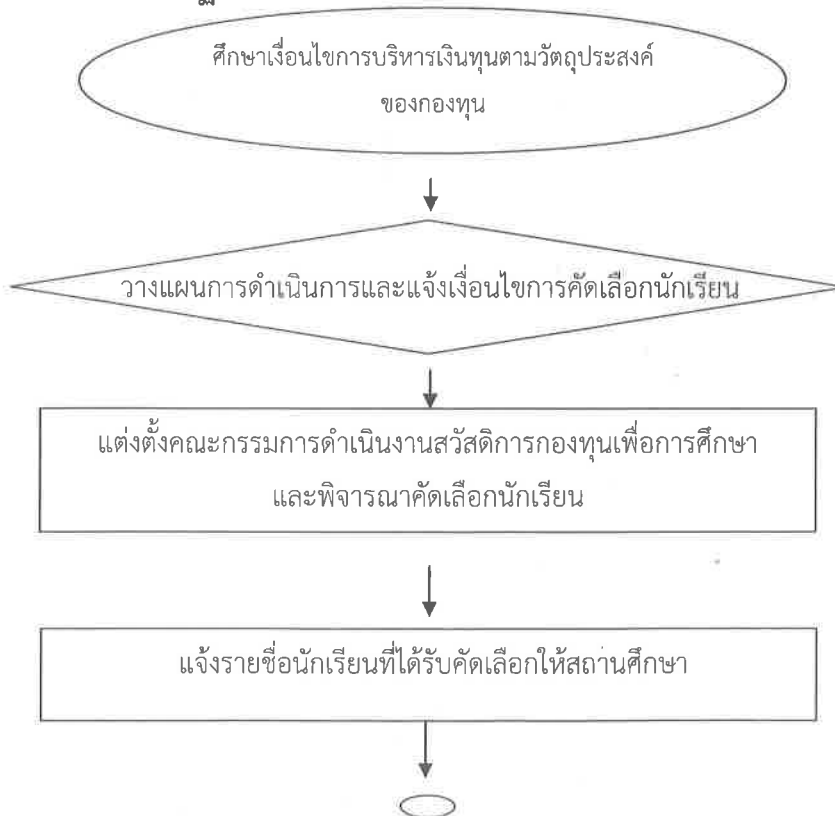 ศึกษาเงื่อนไขการบริหารเงินทุนตามวัตถุประสงค์
ของกองทุน
วางแผนการดำเนินการและแจ้งเงื่อนไขการคัดเลือกนักเรียน
แต่งตั้งคณะกรรมการดำเนินงานสวัสดิการกองทุนเพื่อการศึกษา
และพิจารณาคัดเลือกนักเรียน
แจ้งรายชื่อนักเรียนที่ได้รับคัดเลือกให้สถานศึกษา